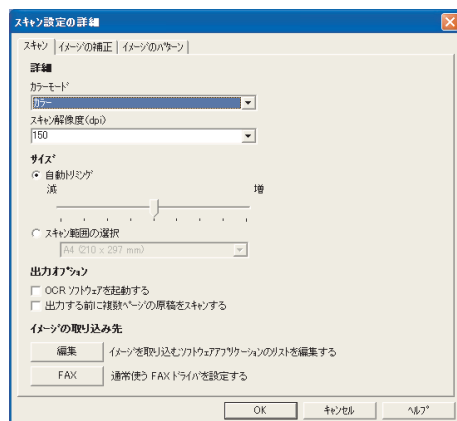 スキャン設定の詳細
スキャン イメージの補正 イメージのパターン
詳細
カラーモード
カラー
スキャン解像度(dpi)
150
サイズ
自動トリミング
減 増
スキャン範囲の選択
A4 (210 x 297 mm)
出力オプション
OCR ソフトウェアを起動する
出力する前に複数ページの原稿をスキャンする
イメージの取り込み先
編集 イメージを取り込むソフトウェアアプリケーションのリストを編集する
FAX 通常使う FAX ドライバを設定する
OK キャンセル ヘルプ